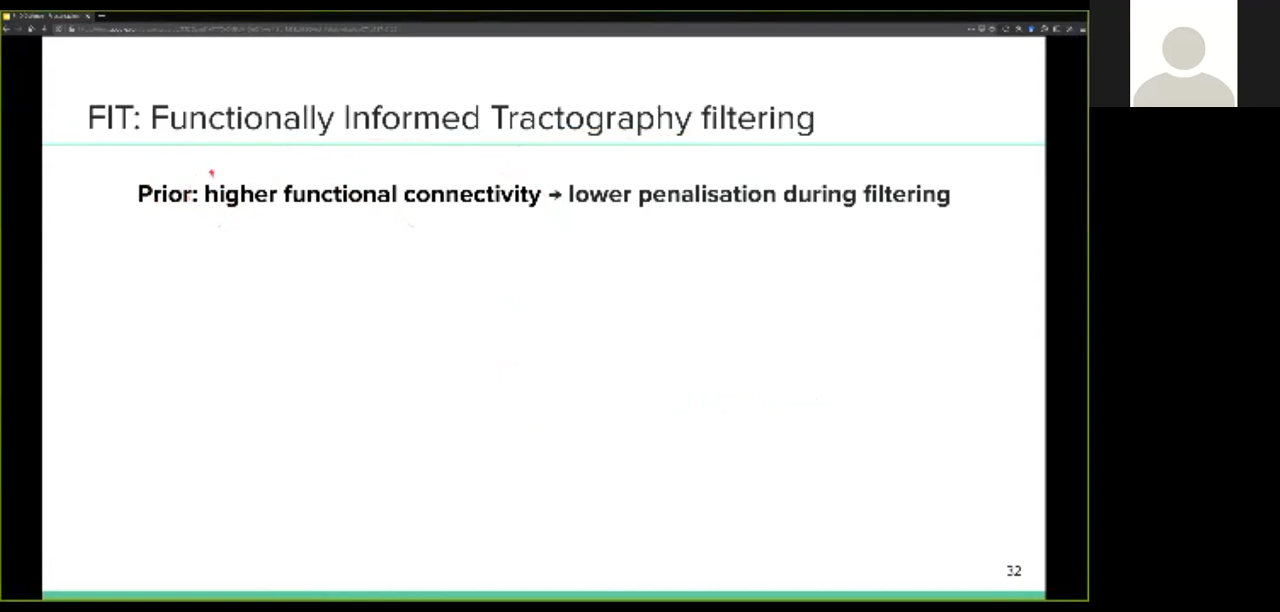 FIT: Functionally Informed Tractography filtering
Prior: higher functional connectivity → lower penalisation during filtering
32